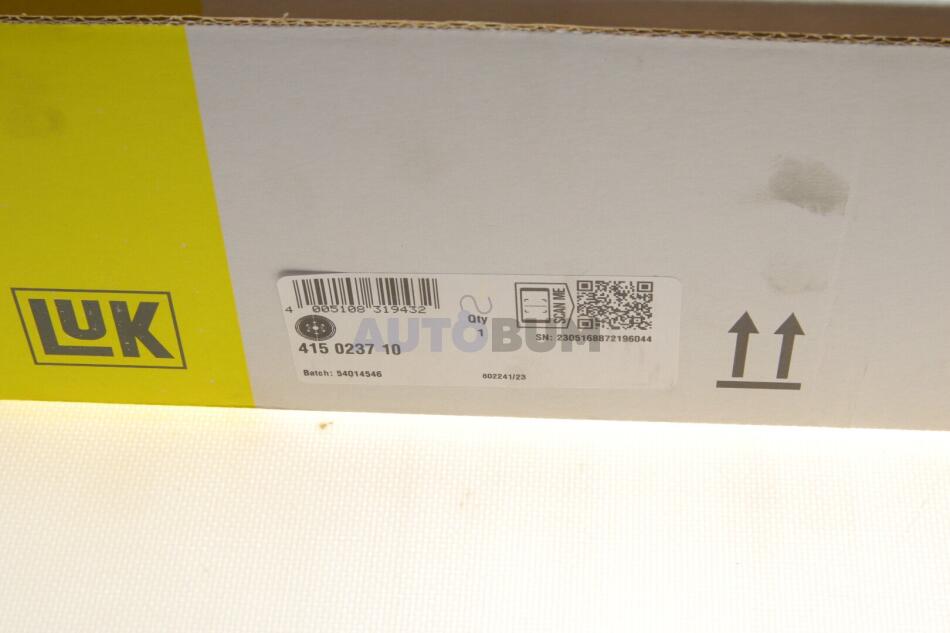 LUK
4 005108 319432
Qty
1
SCAN ME
SN: 2305168872196044
AUTOBUM
415 0237 10
Batch: 54014546
602241/23